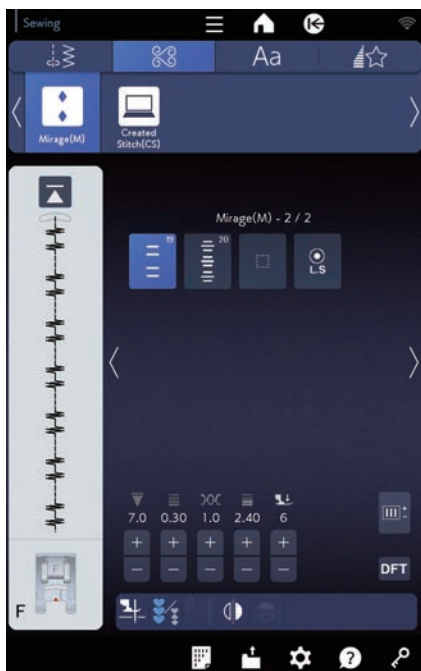 Sewing
Aa
Mirage(M)
Created
Stitch(CS)
Mirage(M) - 2 / 2
19
20
L.S
7.0 0.30 1.0 2.40 6
+ + + + +
− − − − −
DFT
F
F